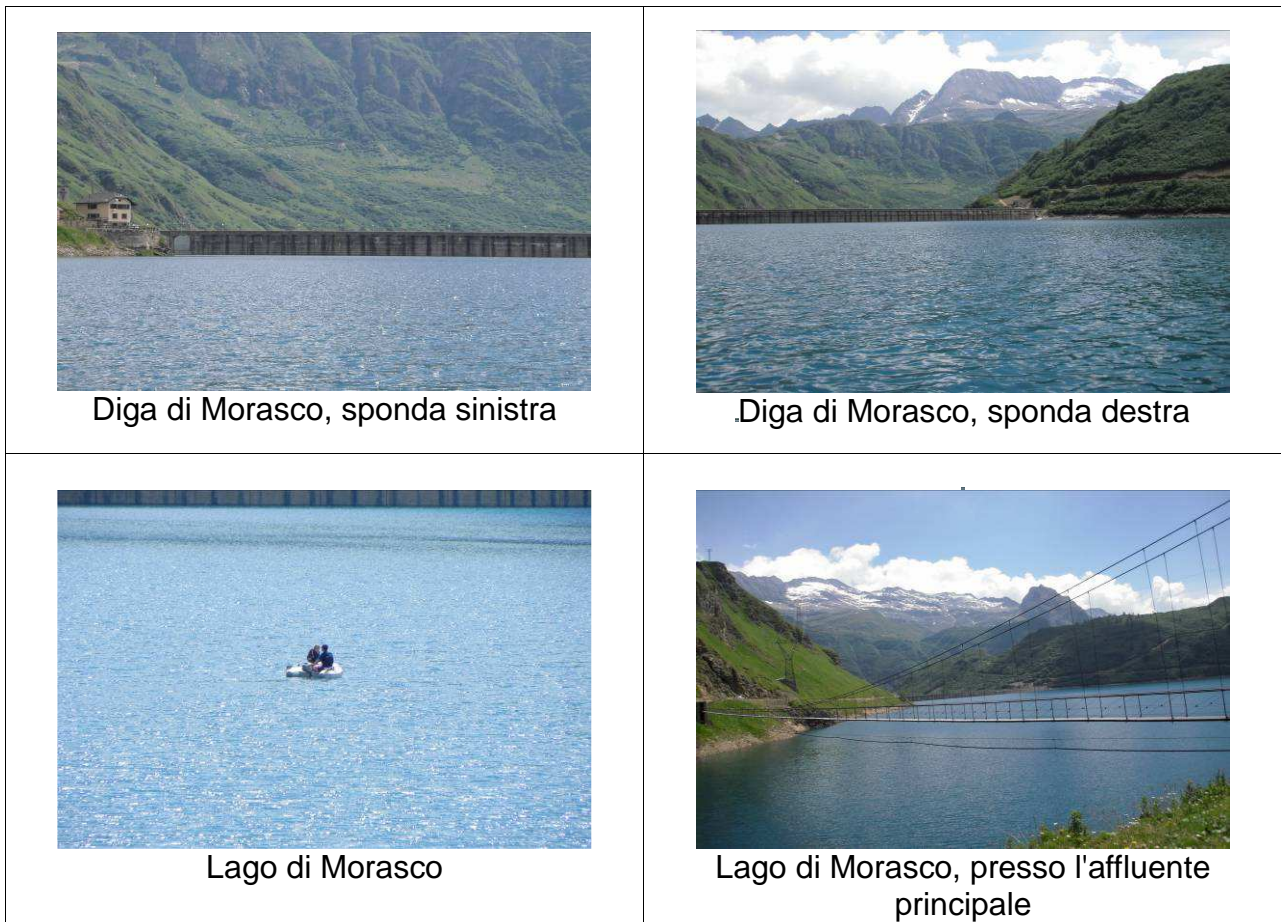 Diga di Morasco, sponda sinistra
Diga di Morasco, sponda destra
Lago di Morasco
Lago di Morasco, presso l'affluente
principale